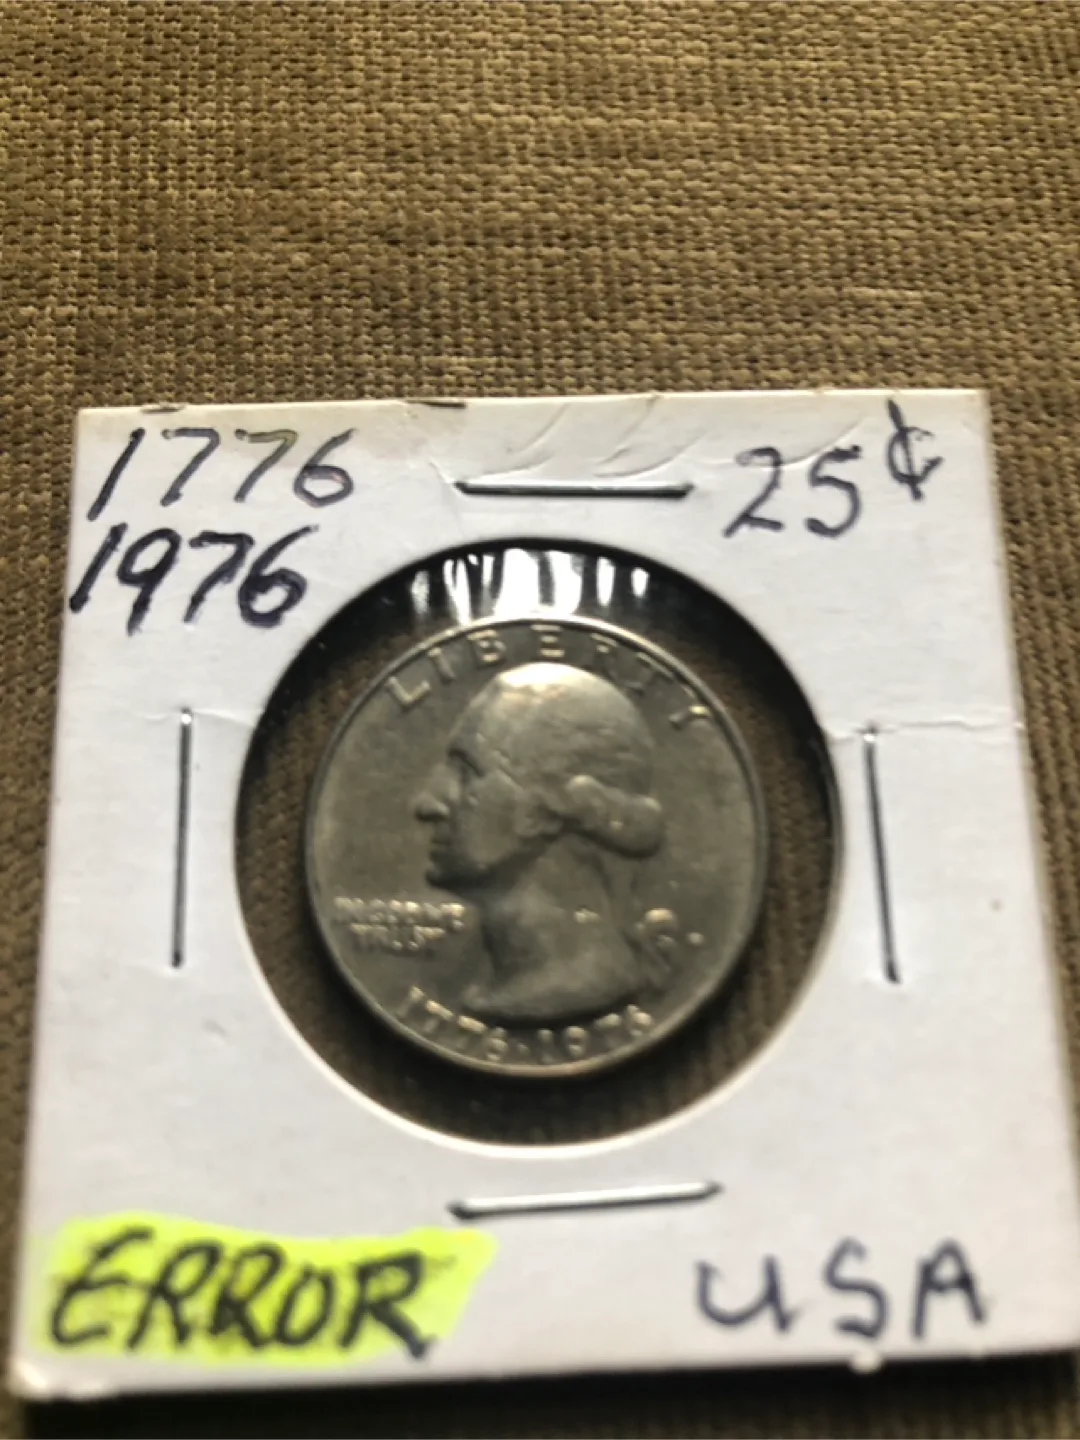 1776
1976
25¢
LIBERTY
IN GOD WE
TRUST
1776·1976
ERROR
USA